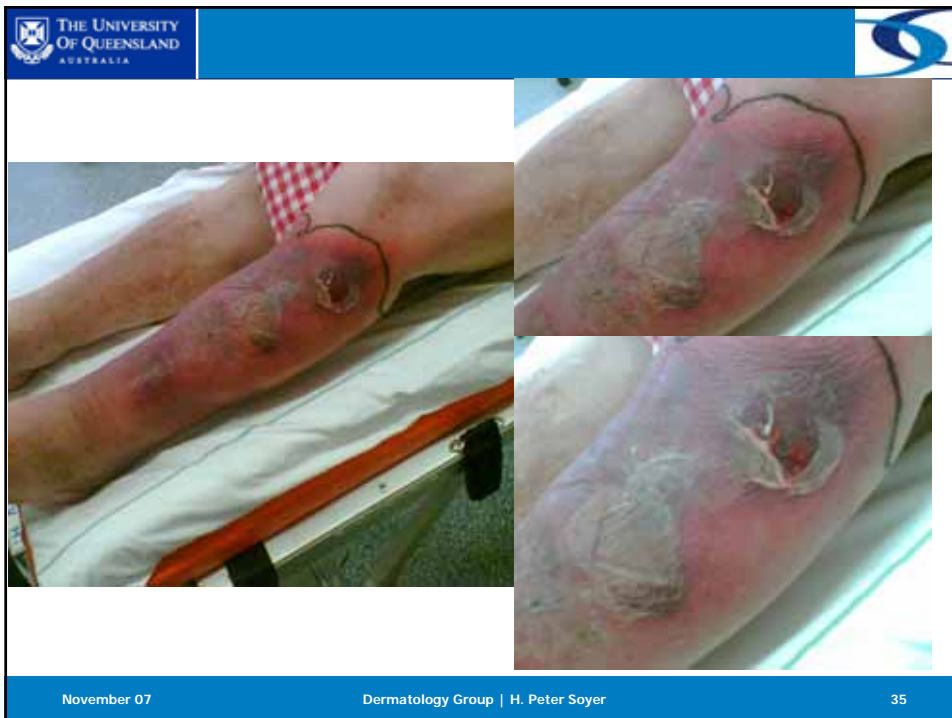 THE UNIVERSITY
OF QUEENSLAND
AUSTRALIA
November 07
Dermatology Group | H. Peter Soyer
35